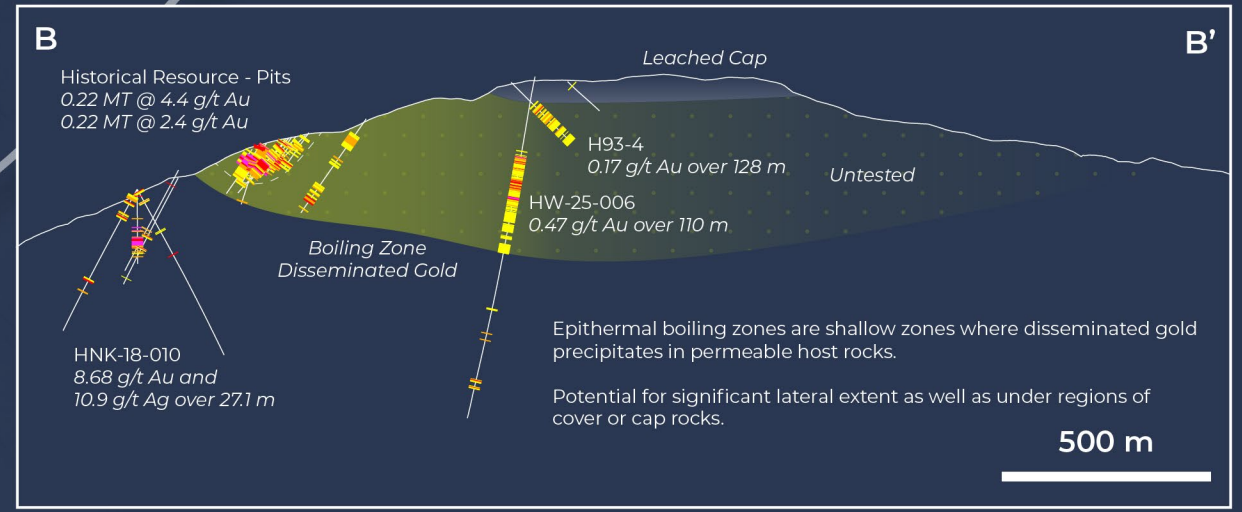 B
B'
Leached Cap
Historical Resource - Pits
0.22 MT @ 4.4 g/t Au
0.22 MT @ 2.4 g/t Au
H93-4
0.17 g/t Au over 128 m
Untested
HW-25-006
0.47 g/t Au over 110 m
Boiling Zone
Disseminated Gold
HNK-18-010
8.68 g/t Au and
10.9 g/t Ag over 27.1 m
Epithermal boiling zones are shallow zones where disseminated gold
precipitates in permeable host rocks.
Potential for significant lateral extent as well as under regions of
cover or cap rocks.
500 m